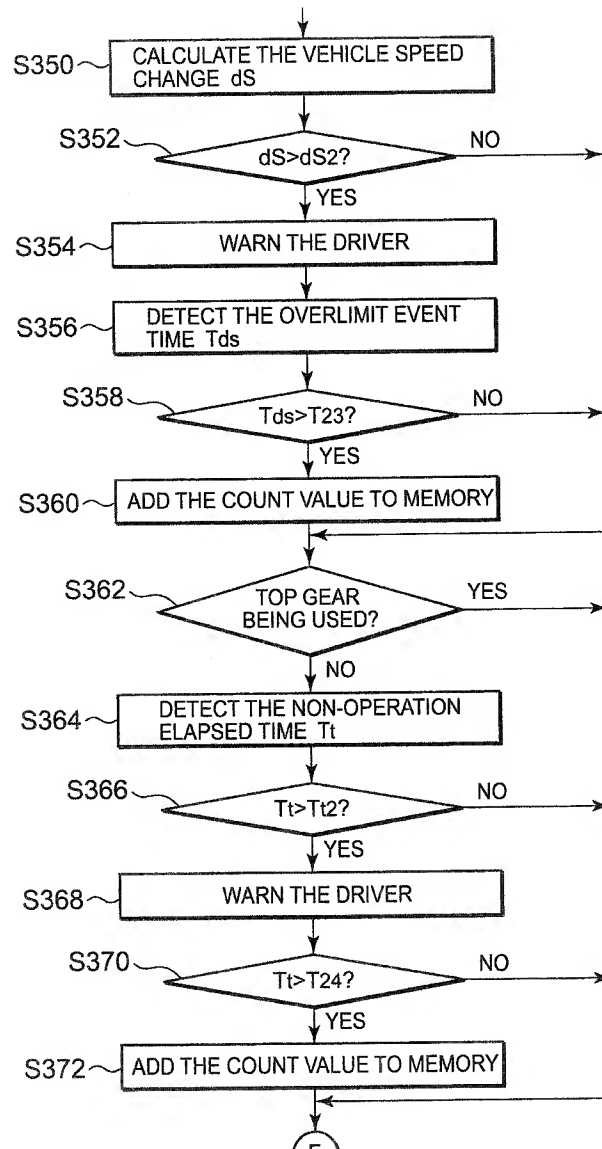 S350
CALCULATE THE VEHICLE SPEED
CHANGE dS
S352
dS>dS2?
NO
YES
S354
WARN THE DRIVER
S356
DETECT THE OVERLIMIT EVENT
TIME Tds
S358
Tds>T23?
NO
YES
S360
ADD THE COUNT VALUE TO MEMORY
S362
TOP GEAR
BEING USED?
YES
NO
S364
DETECT THE NON-OPERATION
ELAPSED TIME Tt
S366
Tt>Tt2?
NO
YES
S368
WARN THE DRIVER
S370
Tt>T24?
NO
YES
S372
ADD THE COUNT VALUE TO MEMORY